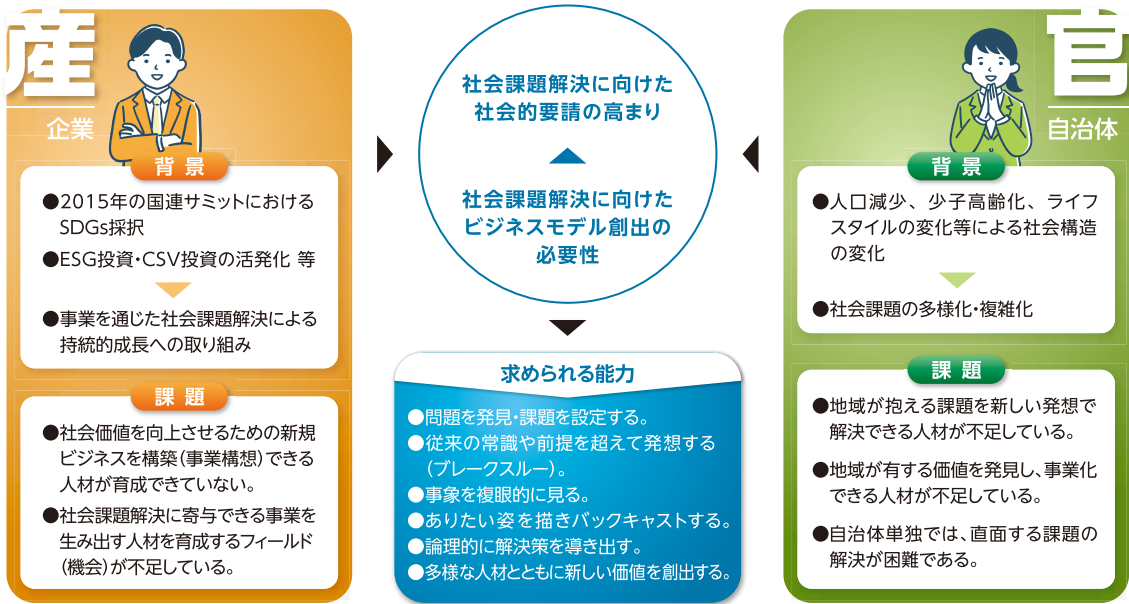 産
企業
背景
●2015年の国連サミットにおける
SDGs採択
●ESG投資・CSV投資の活発化 等
●事業を通じた社会課題解決による
持続的成長への取り組み
課題
●社会価値を向上させるための新規
ビジネスを構築(事業構想)できる
人材が育成できていない。
●社会課題解決に寄与できる事業を
生み出す人材を育成するフィールド
(機会)が不足している。
社会課題解決に向けた
社会的要請の高まり
社会課題解決に向けた
ビジネスモデル創出の
必要性
求められる能力
●問題を発見・課題を設定する。
●従来の常識や前提を超えて発想する
(ブレークスルー)。
●事象を複眼的に見る。
●ありたい姿を描きバックキャストする。
●論理的に解決策を導き出す。
●多様な人材とともに新しい価値を創出する。
官
自治体
背景
●人口減少、少子高齢化、ライフ
スタイルの変化等による社会構造
の変化
●社会課題の多様化・複雑化
課題
●地域が抱える課題を新しい発想で
解決できる人材が不足している。
●地域が有する価値を発見し、事業化
できる人材が不足している。
●自治体単独では、直面する課題の
解決が困難である。